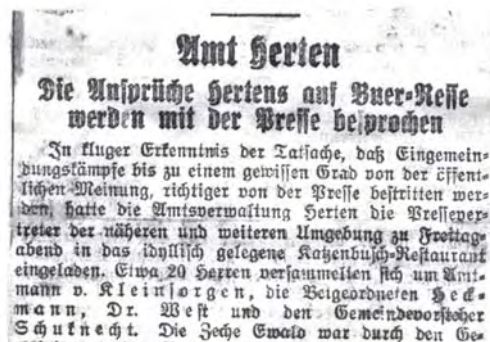 Amt Herten
Die Ansprüche Hertens auf Buer-Resse
werden mit der Presse besprochen
In kluger Erkenntnis der Tatsache, daß Eingemein-
dungskämpfe bis zu einem gewissen Grad von der öffent-
lichen Meinung, richtiger von der Presse bestritten wer-
den, hatte die Amtsverwaltung Herten die Pressever-
treter der näheren und weiteren Umgebung zu Freitag-
abend in das idyllisch gelegene Katzenbusch-Restaurant
eingeladen. Etwa 20 Herren versammelten sich um Amt-
mann v. Kleinsorgen, die Beigeordneten Heck-
mann, Dr. West und den Gemeindevorsteher
Schuknecht. Die Zeche Ewald war durch den Ge-